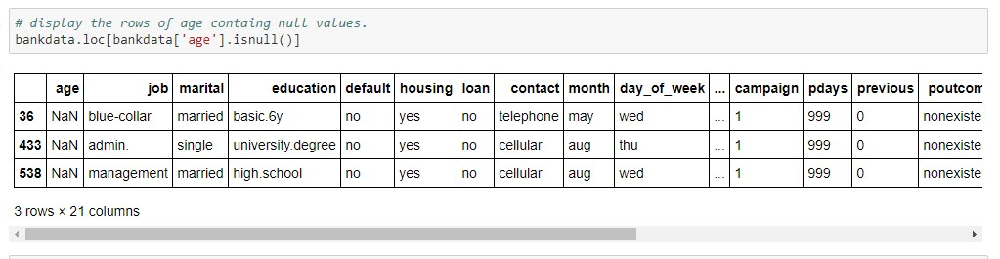 # display the rows of age containg null values.
bankdata.loc[bankdata['age'].isnull()]
age job marital education default housing loan contact month day_of_week ... campaign pdays previous poutcom
36 NaN blue-collar married basic.6y no yes no telephone may wed ... 1 999 0 nonexiste
433 NaN admin. single university.degree no yes no cellular aug thu ... 1 999 0 nonexiste
538 NaN management married high.school no yes no cellular aug wed ... 1 999 0 nonexiste
3 rows × 21 columns